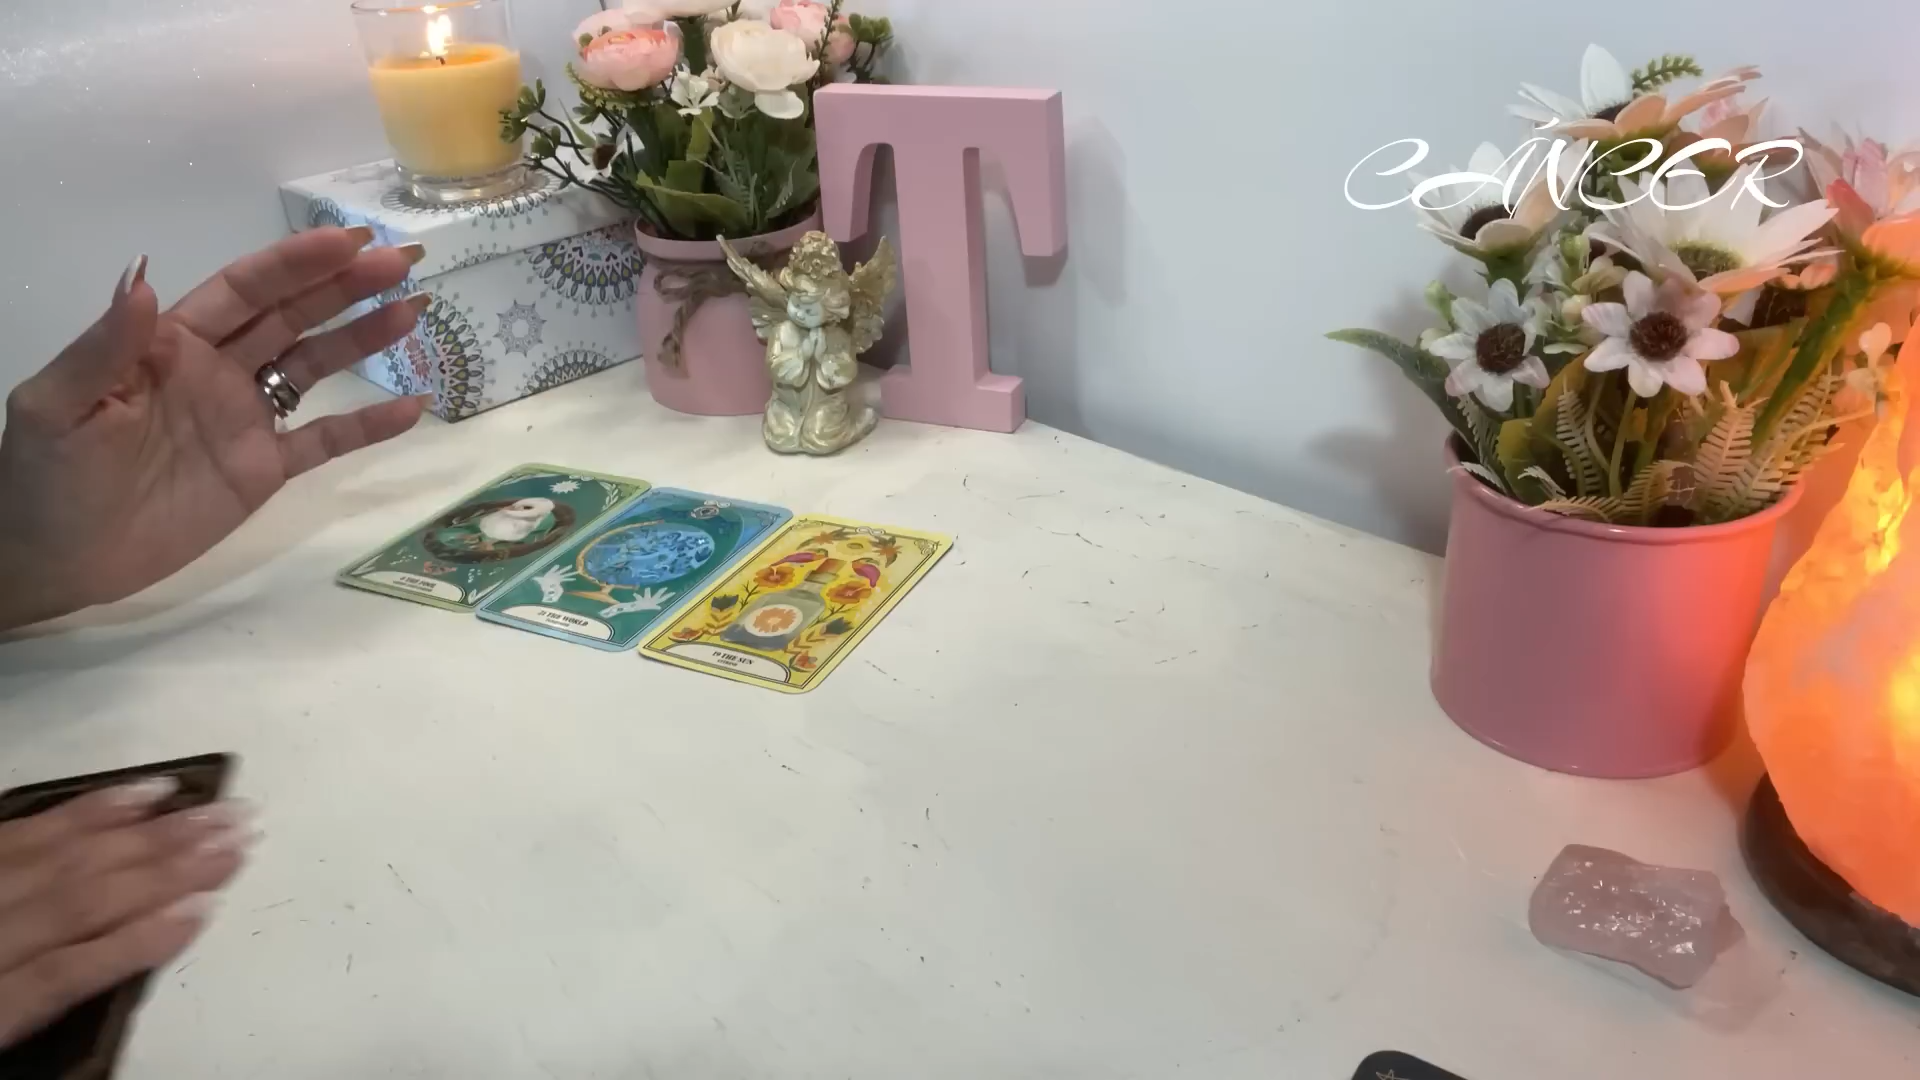 CÁNCER
T
0 THE FOOL
21 THE WORLD
19 THE SUN